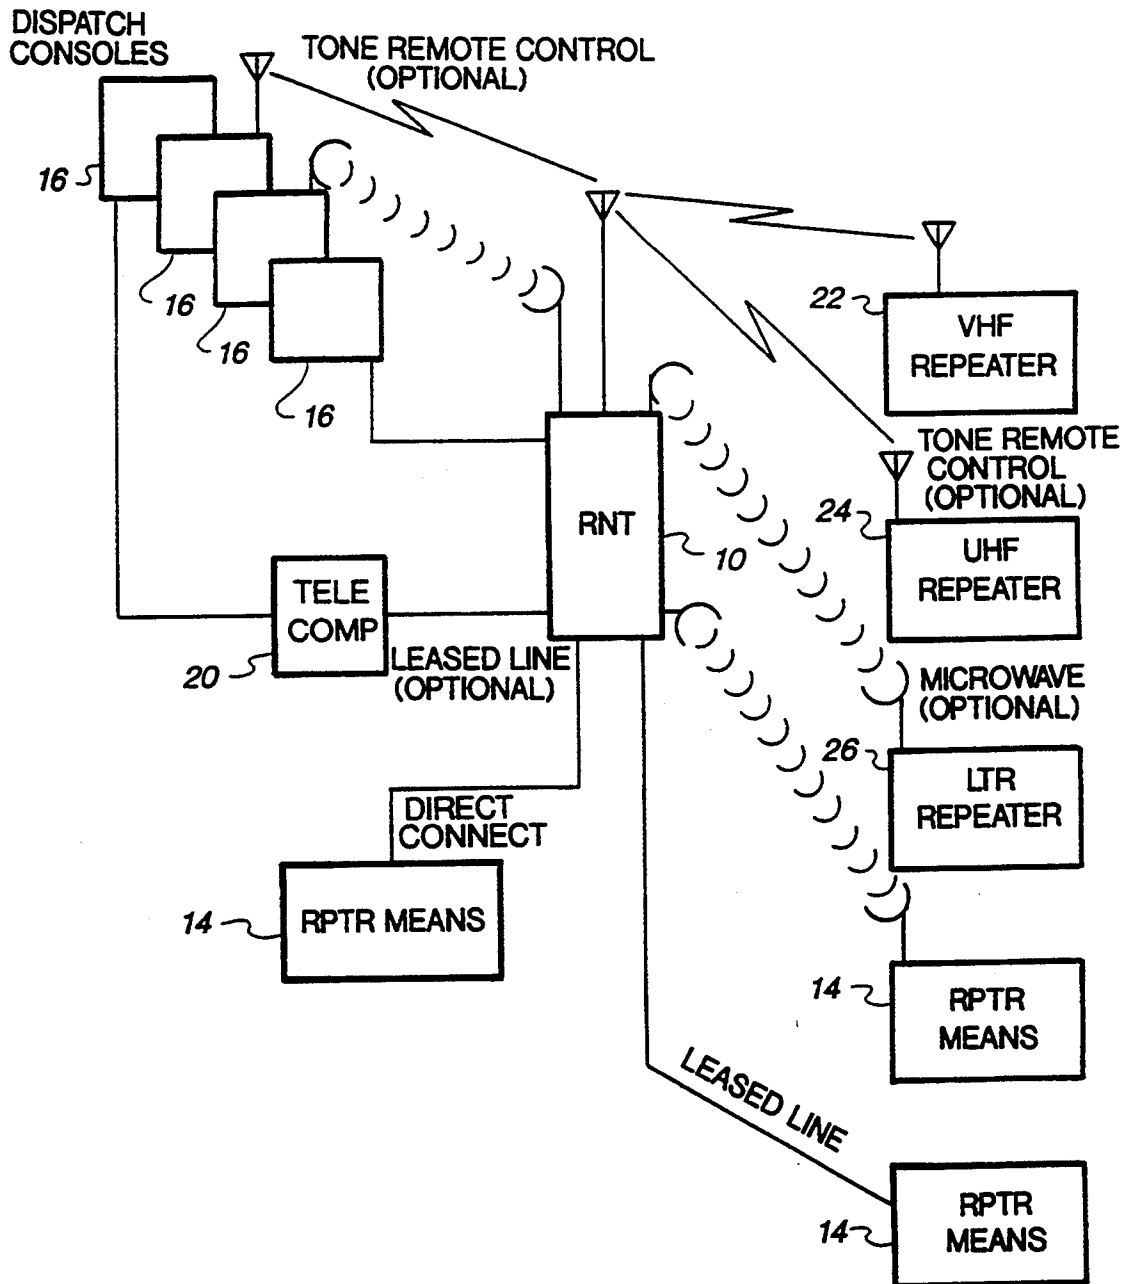 DISPATCH
CONSOLES
TONE REMOTE CONTROL
(OPTIONAL)
16
16
16
16
22
VHF
REPEATER
TONE REMOTE
CONTROL
(OPTIONAL)
RNT
10
24
UHF
REPEATER
TELE
COMP
20
LEASED LINE
(OPTIONAL)
MICROWAVE
(OPTIONAL)
26
LTR
REPEATER
DIRECT
CONNECT
14
RPTR MEANS
14
RPTR
MEANS
LEASED LINE
14
RPTR
MEANS